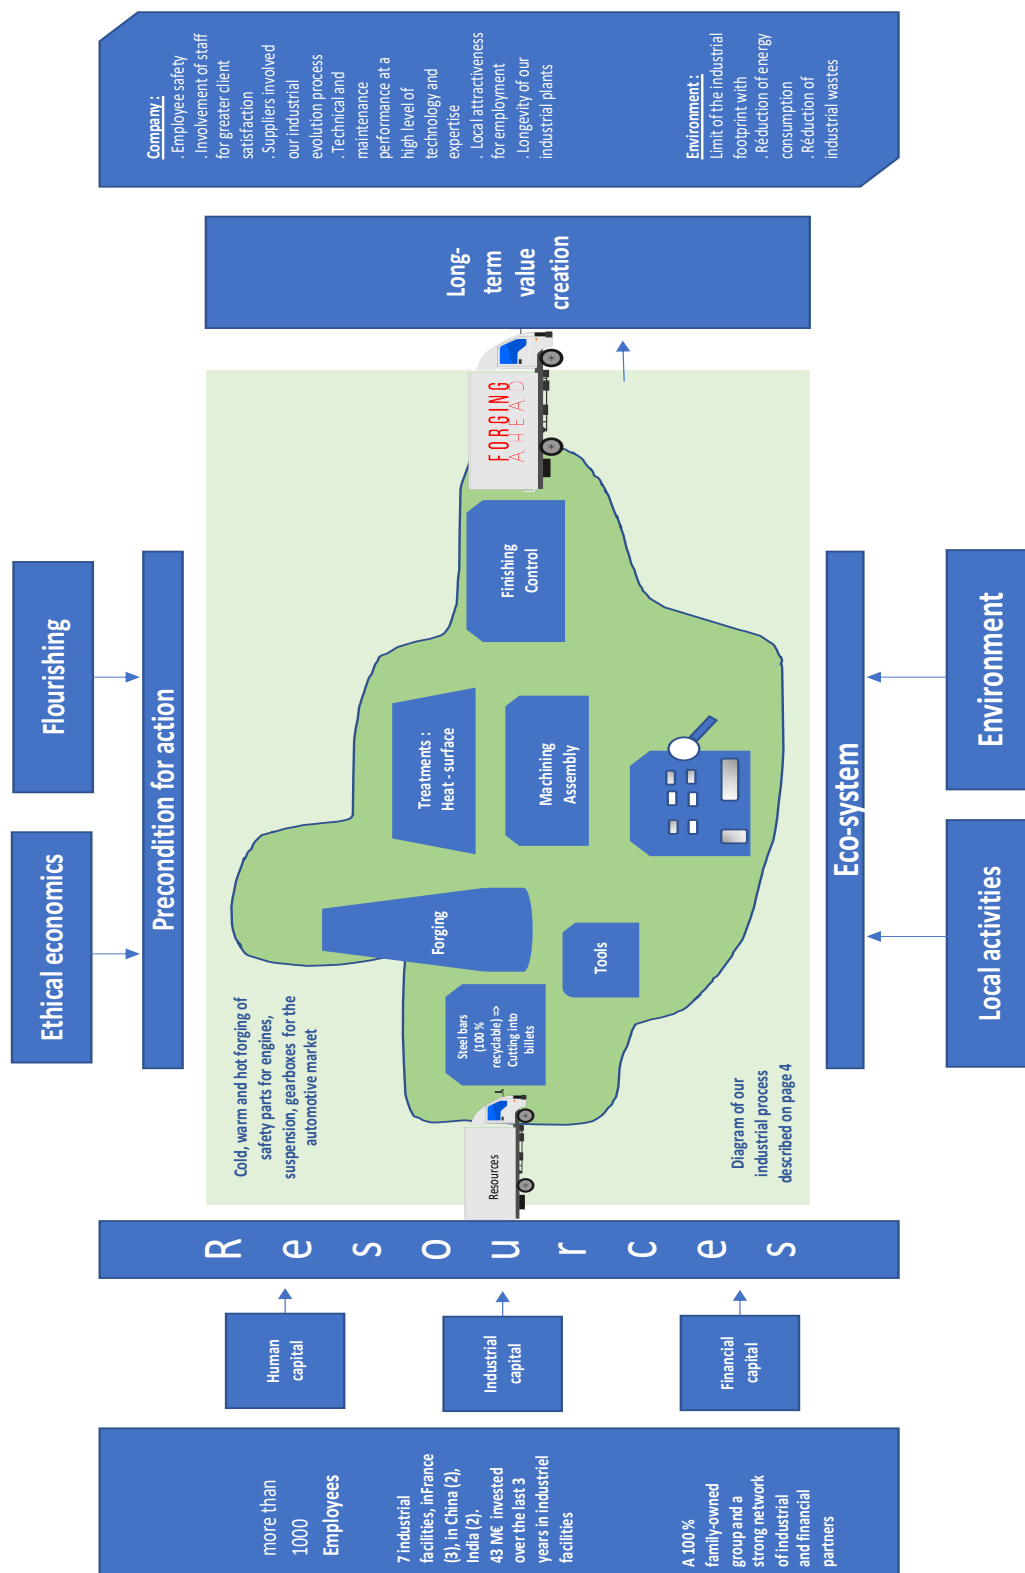 more than
1000
Employees
7 industrial
facilities, inFrance
(3), in China (2),
India (2).
43 M€ invested
over the last 3
years in industriel
facilities
A 100 %
family-owned
group and a
strong network
of industrial
and financial
partners
Human
capital
Industrial
capital
Financial
capital
Resources
Ethical economics
Flourishing
Precondition for action
Cold, warm and hot forging of
safety parts for engines,
suspension, gearboxes for the
automotive market
Resources
Steel bars
(100 %
recyclable) =>
Cutting into
billets
Forging
Tools
Treatments :
Heat - surface
Machining
Assembly
Finishing
Control
FORGING
AHEAD
Diagram of our
industrial process
described on page 4
Eco-system
Local activities
Environment
Long-
term
value
creation
Company :
. Employee safety
. Involvement of staff
for greater client
satisfaction
. Suppliers involved
our industrial
evolution process
. Technical and
maintenance
performance at a
high level of
technology and
expertise
. Local attractiveness
for employment
. Longevity of our
industrial plants
Environment :
Limit of the industrial
footprint with
. Réduction of energy
consumption
. Réduction of
industrial wastes